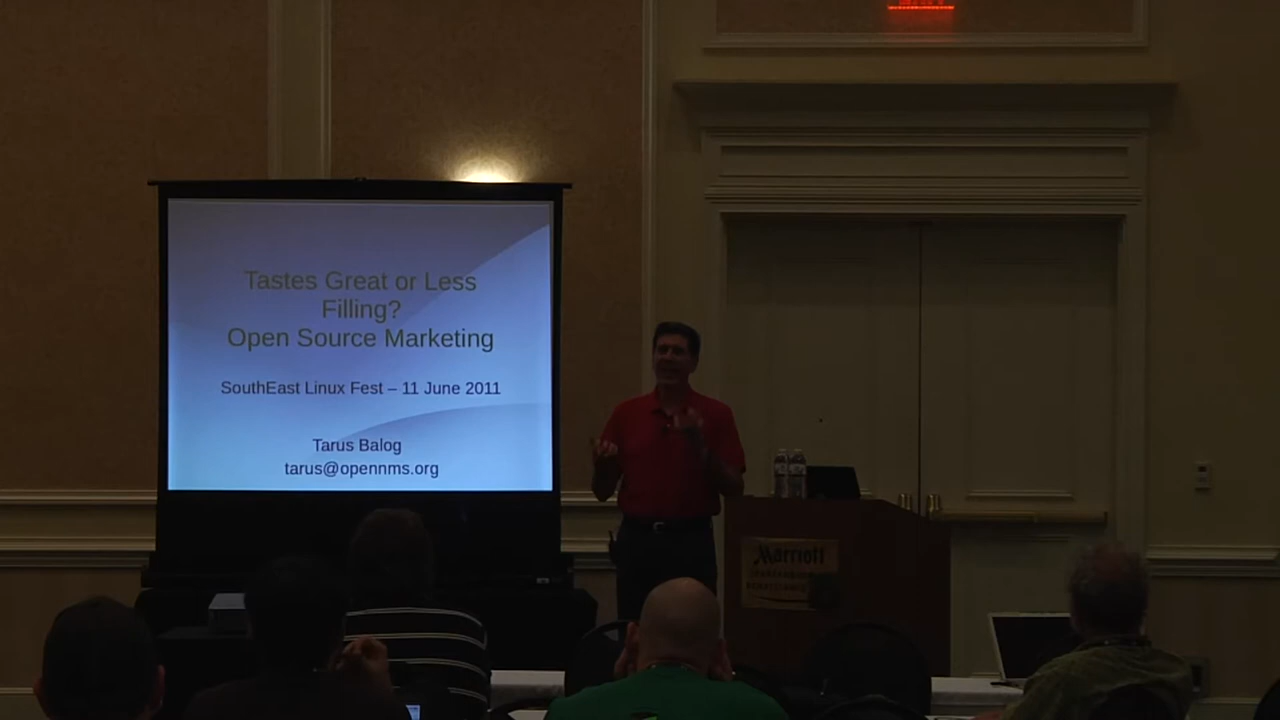 Tastes Great or Less
Filling?
Open Source Marketing
SouthEast Linux Fest – 11 June 2011
Tarus Balog
tarus@opennms.org
Marriott